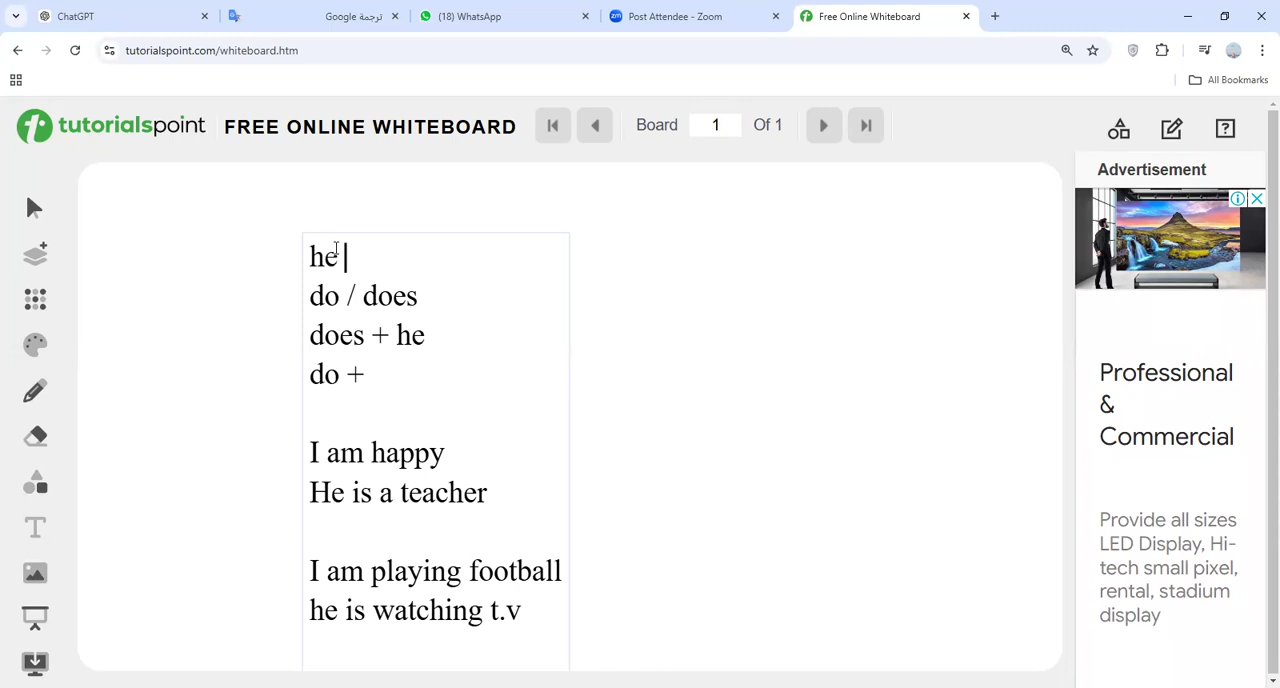 ChatGPT
Google ترجمة
(18) WhatsApp
Post Attendee - Zoom
Free Online Whiteboard
tutorialspoint.com/whiteboard.htm
All Bookmarks
tutorialspoint
FREE ONLINE WHITEBOARD
Board 1 Of 1
Advertisement
he
do / does
does + he
do +
I am happy
He is a teacher
I am playing football
he is watching t.v
Professional
&
Commercial
Provide all sizes
LED Display, Hi-
tech small pixel,
rental, stadium
display